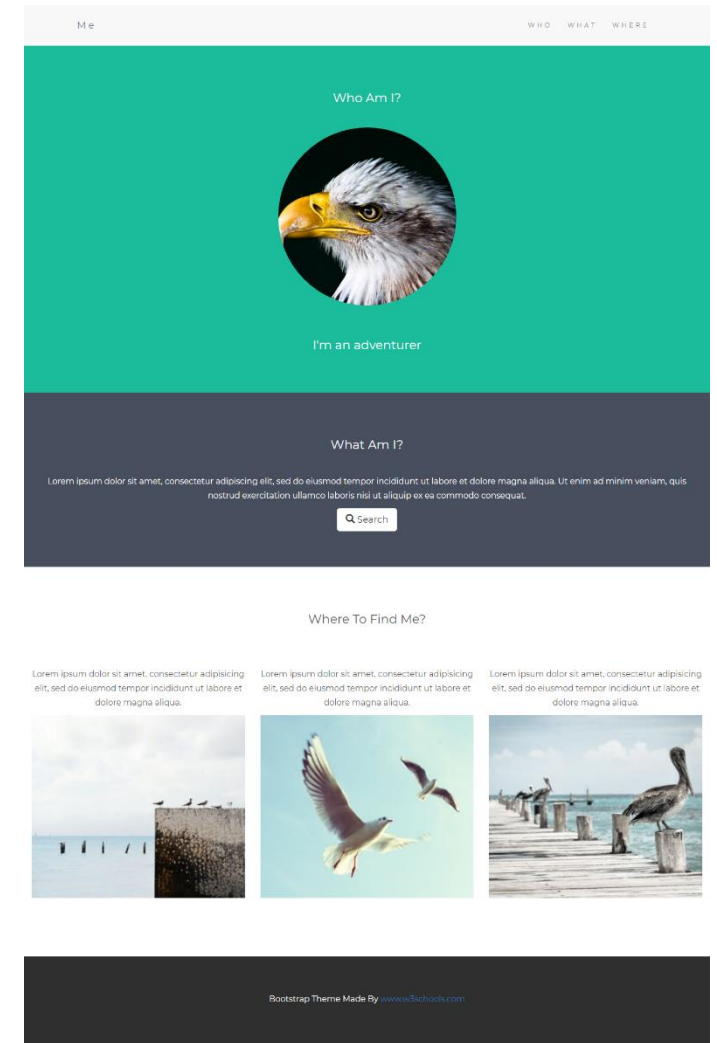 Me
WHO WHAT WHERE
Who Am I?
I'm an adventurer
What Am I?
Lorem ipsum dolor sit amet, consectetur adipiscing elit, sed do eiusmod tempor incididunt ut labore et dolore magna aliqua. Ut enim ad minim veniam, quis
nostrud exercitation ullamco laboris nisi ut aliquip ex ea commodo consequat.
Search
Where To Find Me?
Lorem ipsum dolor sit amet, consectetur adipisicing
elit, sed do eiusmod tempor incididunt ut labore et
dolore magna aliqua.
Lorem ipsum dolor sit amet, consectetur adipisicing
elit, sed do eiusmod tempor incididunt ut labore et
dolore magna aliqua.
Lorem ipsum dolor sit amet, consectetur adipisicing
elit, sed do eiusmod tempor incididunt ut labore et
dolore magna aliqua.
Bootstrap Theme Made By www.w3schools.com